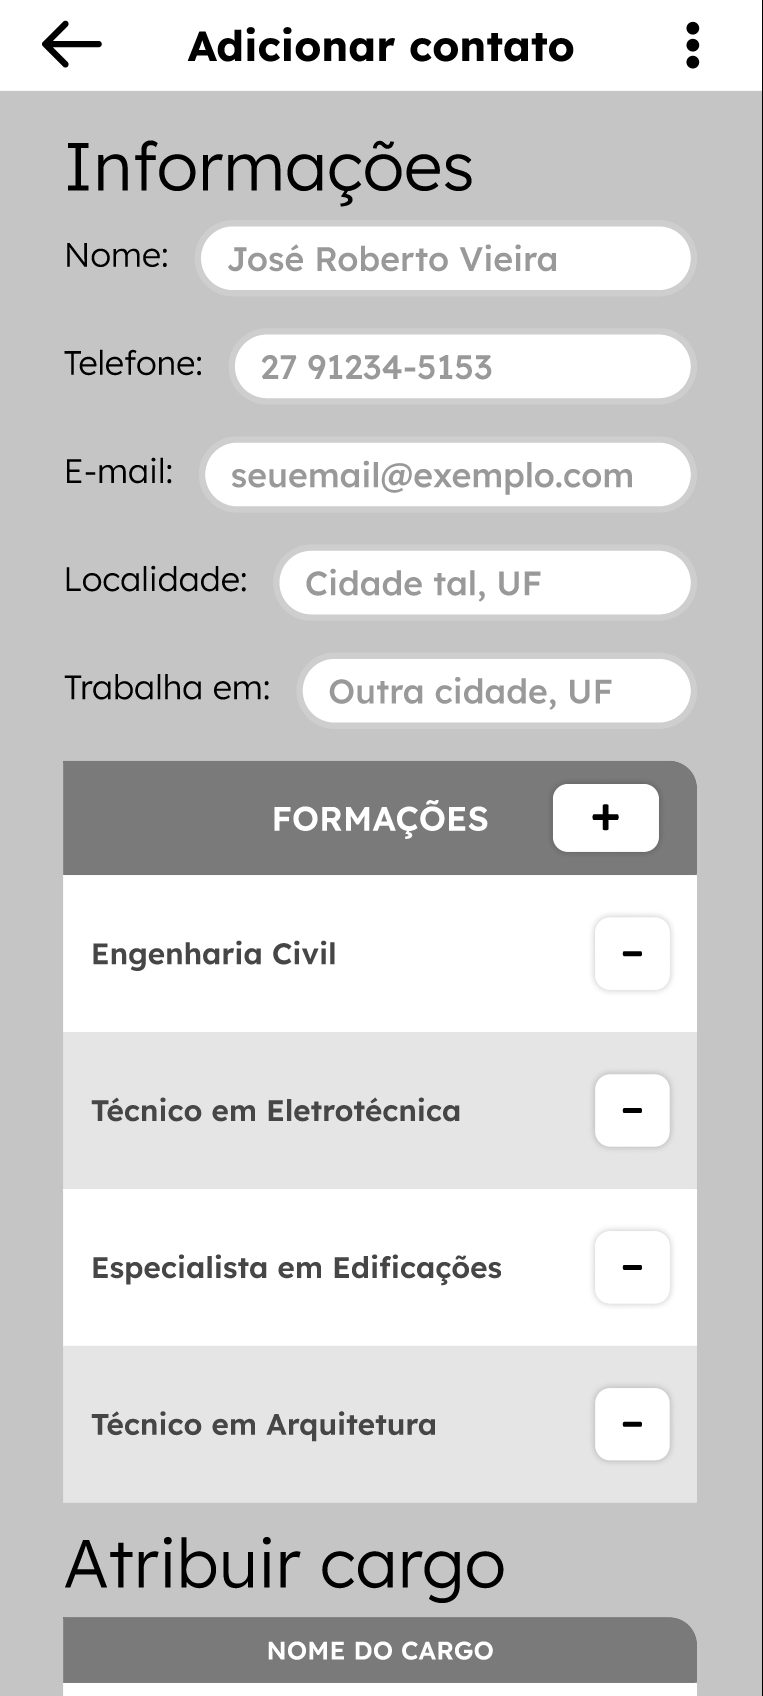 Adicionar contato
Informações
Nome: José Roberto Vieira
Telefone: 27 91234-5153
E-mail: seuemail@exemplo.com
Localidade: Cidade tal, UF
Trabalha em: Outra cidade, UF
FORMAÇÕES +
Engenharia Civil -
Técnico em Eletrotécnica -
Especialista em Edificações -
Técnico em Arquitetura -
Atribuir cargo
NOME DO CARGO